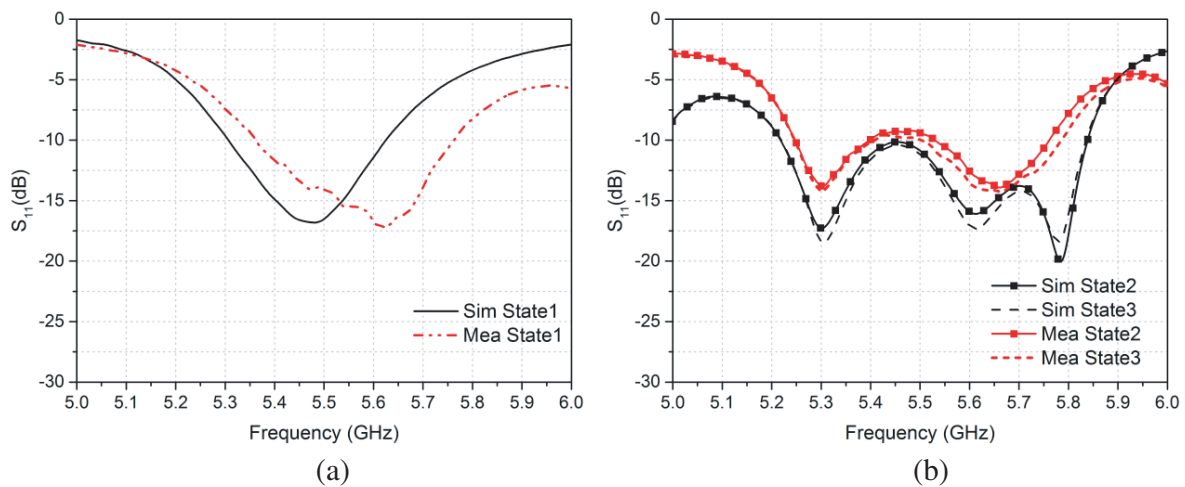 0
-5
-10
-15
-20
-25
-30
S11(dB)
5.0 5.1 5.2 5.3 5.4 5.5 5.6 5.7 5.8 5.9 6.0
Frequency (GHz)
Sim State1
Mea State1
(a)
0
-5
-10
-15
-20
-25
-30
S11(dB)
5.0 5.1 5.2 5.3 5.4 5.5 5.6 5.7 5.8 5.9 6.0
Frequency (GHz)
Sim State2
Sim State3
Mea State2
Mea State3
(b)